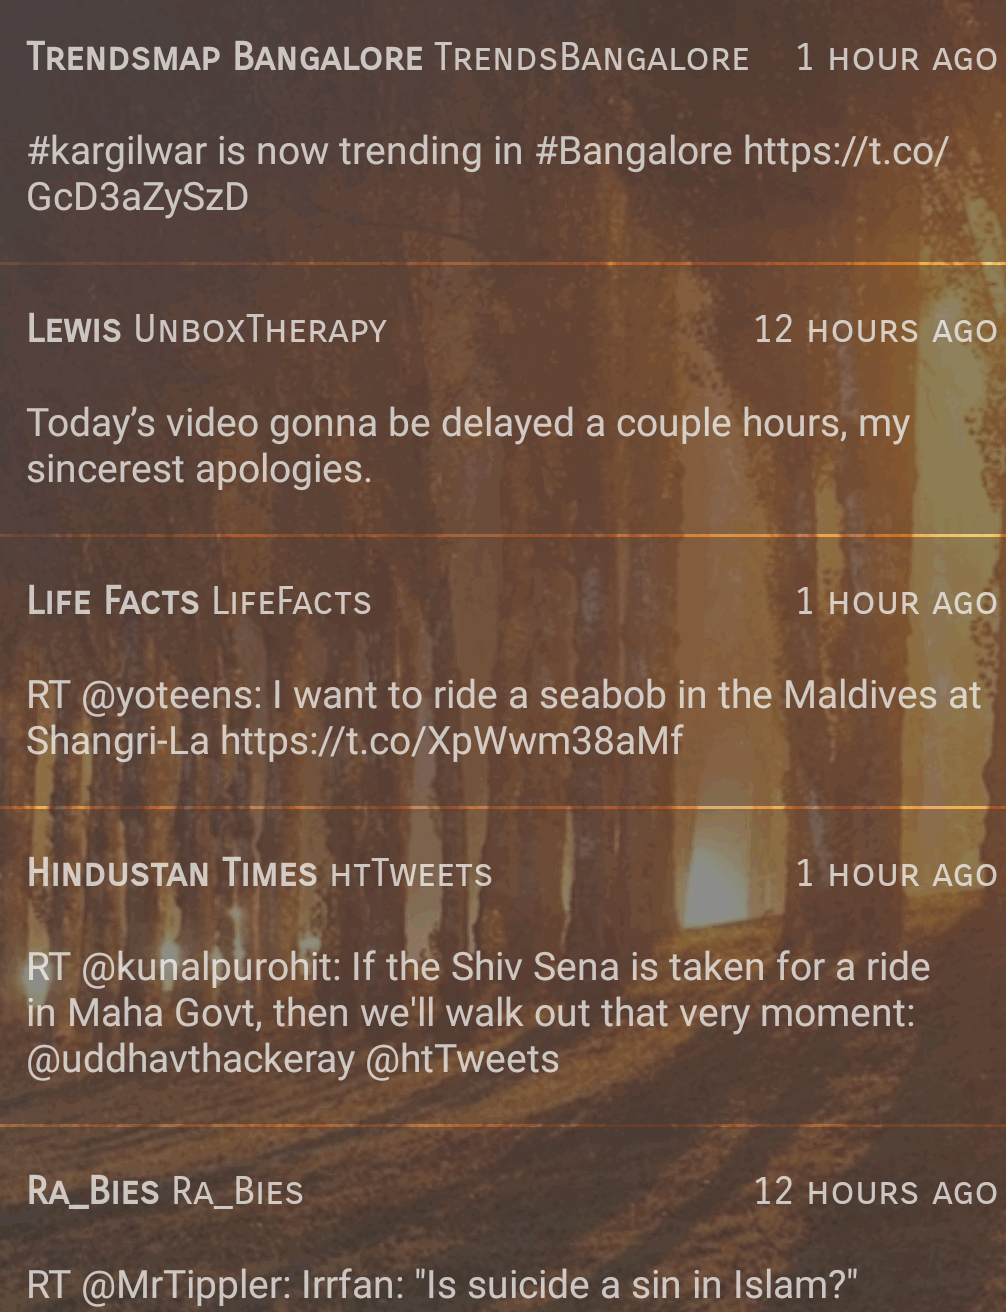 Trendsmap Bangalore TrendsBangalore 1 hour ago
#kargilwar is now trending in #Bangalore https://t.co/
GcD3aZySzD
Lewis UnboxTherapy 12 hours ago
Today’s video gonna be delayed a couple hours, my
sincerest apologies.
Life Facts LifeFacts 1 hour ago
RT @yoteens: I want to ride a seabob in the Maldives at
Shangri-La https://t.co/XpWwm38aMf
Hindustan Times htTweets 1 hour ago
RT @kunalpurohit: If the Shiv Sena is taken for a ride
in Maha Govt, then we'll walk out that very moment:
@uddhavthackeray @htTweets
Ra_Bies Ra_Bies 12 hours ago
RT @MrTippler: Irrfan: "Is suicide a sin in Islam?"